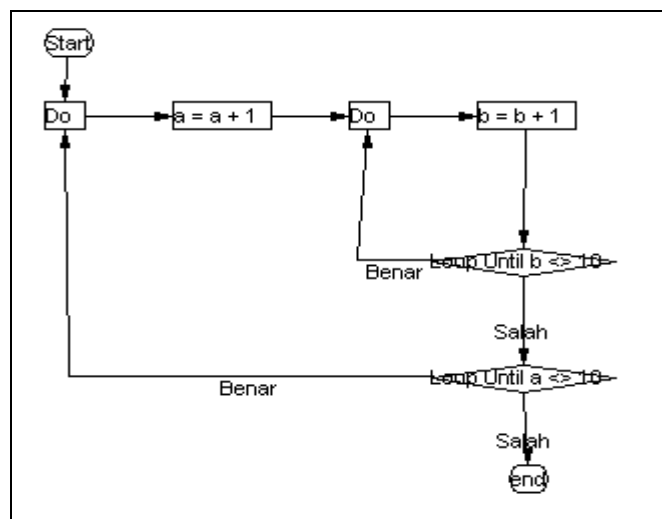 Start
Do
a = a + 1
Do
b = b + 1
Loop Until b <> 10
Benar
Salah
Loop Until a <> 10
Benar
Salah
end